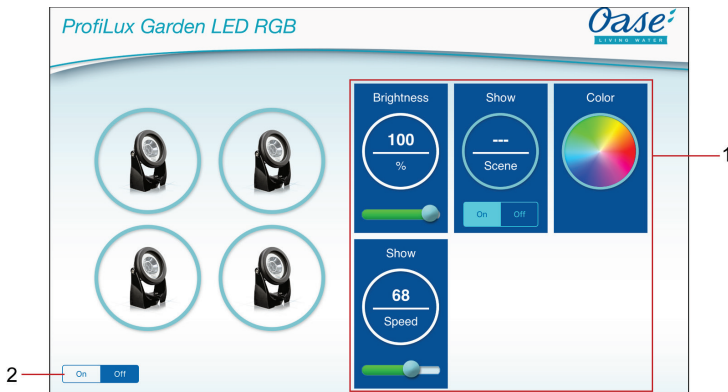 ProfiLux Garden LED RGB
Oase
LIVING WATER
Brightness
100
%
Show
---
Scene
On Off
Color
1
Show
68
Speed
2
On Off